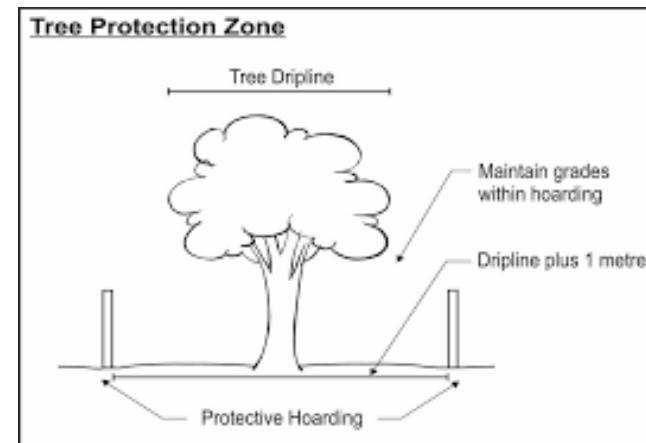 Tree Protection Zone
Tree Dripline
Maintain grades
within hoarding
Dripline plus 1 metre
Protective Hoarding